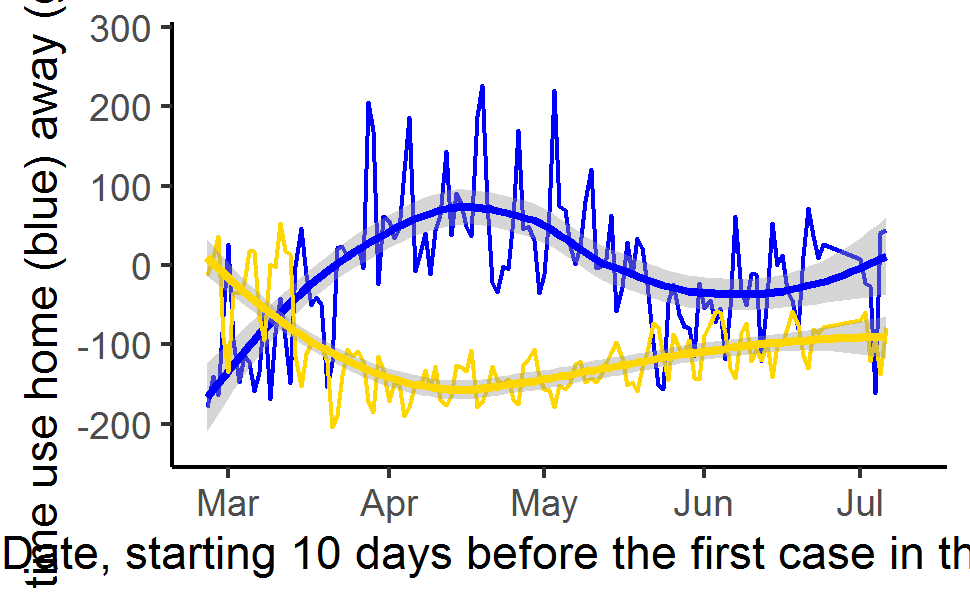 time use home (blue) away (
300
200
100
0
-100
-200
Mar Apr May Jun Jul
Date, starting 10 days before the first case in th